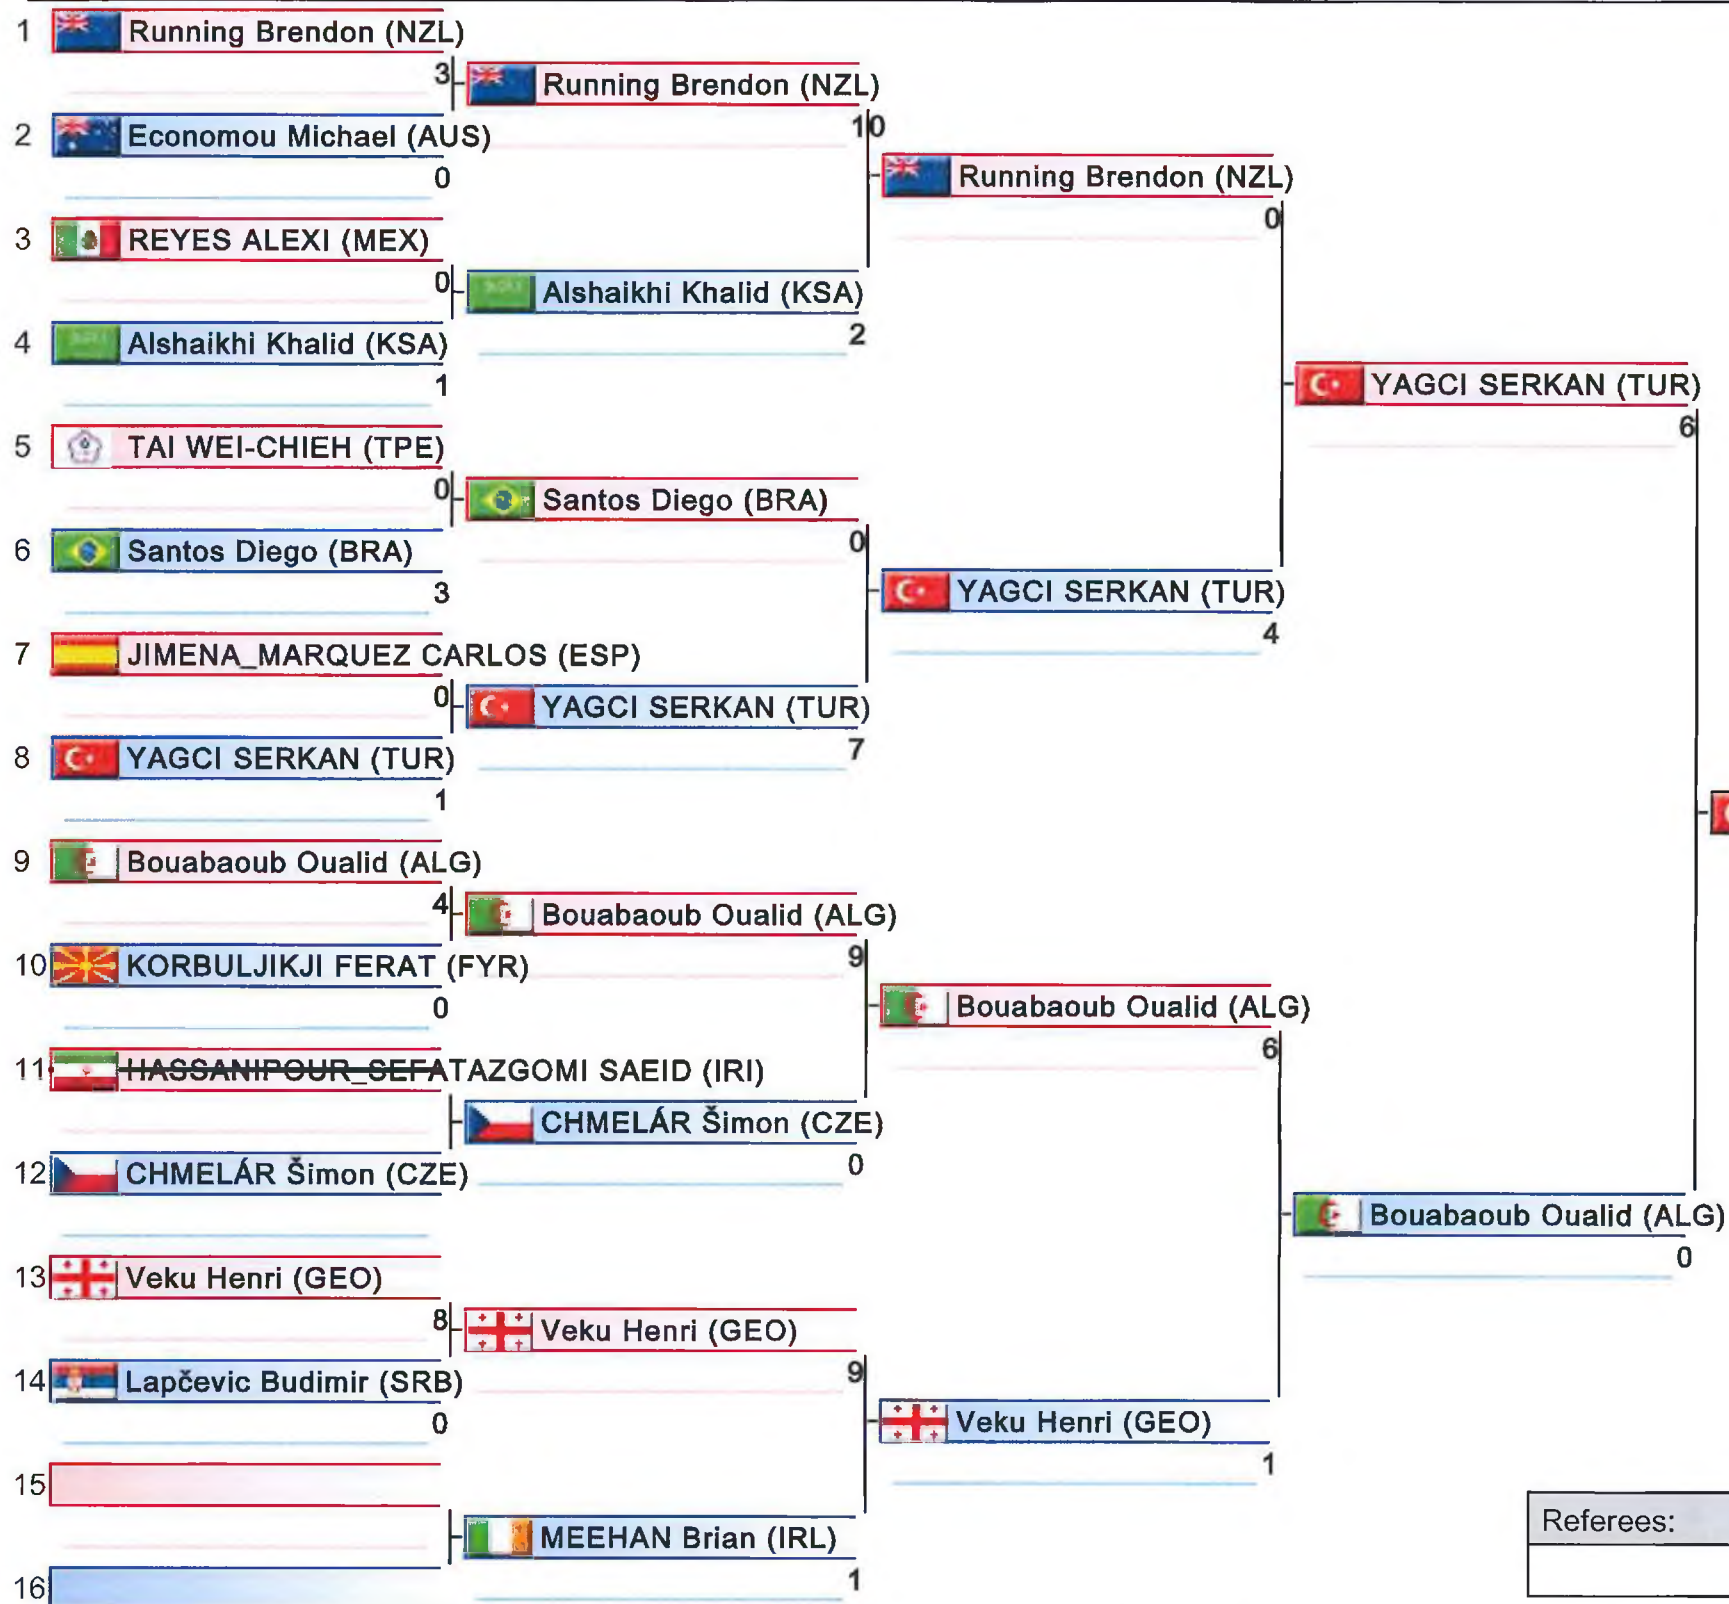 1 Running Brendon (NZL)
3
Running Brendon (NZL)
10
2 Economou Michael (AUS)
0
Running Brendon (NZL)
0
3 REYES ALEXI (MEX)
0
Alshaikhi Khalid (KSA)
2
4 Alshaikhi Khalid (KSA)
1
YAGCI SERKAN (TUR)
6
5 TAI WEI-CHIEH (TPE)
0
Santos Diego (BRA)
0
6 Santos Diego (BRA)
3
YAGCI SERKAN (TUR)
4
7 JIMENA_MARQUEZ CARLOS (ESP)
0
YAGCI SERKAN (TUR)
7
8 YAGCI SERKAN (TUR)
1
9 Bouabaoub Oualid (ALG)
4
Bouabaoub Oualid (ALG)
9
10 KORBULJIKJI FERAT (FYR)
0
Bouabaoub Oualid (ALG)
6
11 HASSANIPOUR_SEFATAZGOMI SAEID (IRI)
CHMELÁR Šimon (CZE)
0
12 CHMELÁR Šimon (CZE)
Bouabaoub Oualid (ALG)
0
13 Veku Henri (GEO)
8
Veku Henri (GEO)
9
14 Lapčevic Budimir (SRB)
0
Veku Henri (GEO)
1
15
MEEHAN Brian (IRL)
1
16
Referees: